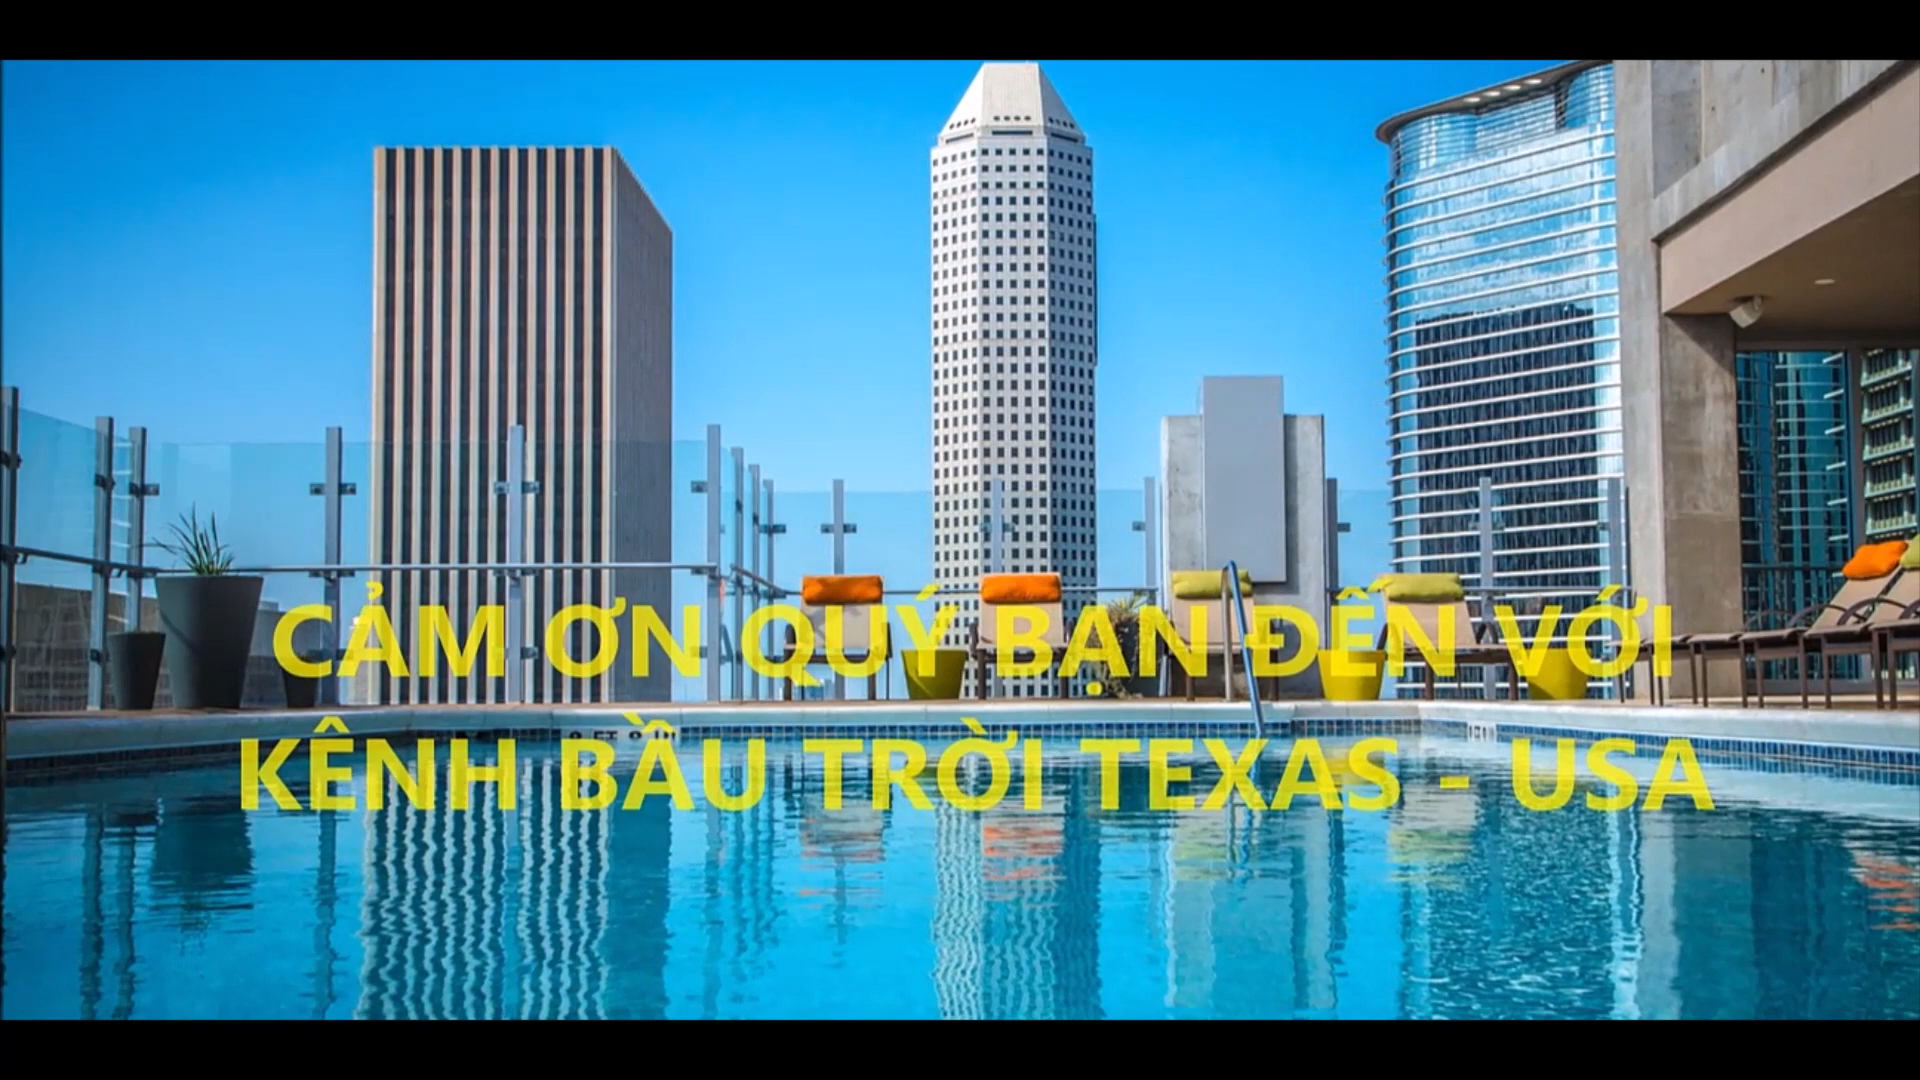 CẢM ƠN QUÝ BẠN ĐẾN VỚI
KÊNH BẦU TRỜI TEXAS - USA